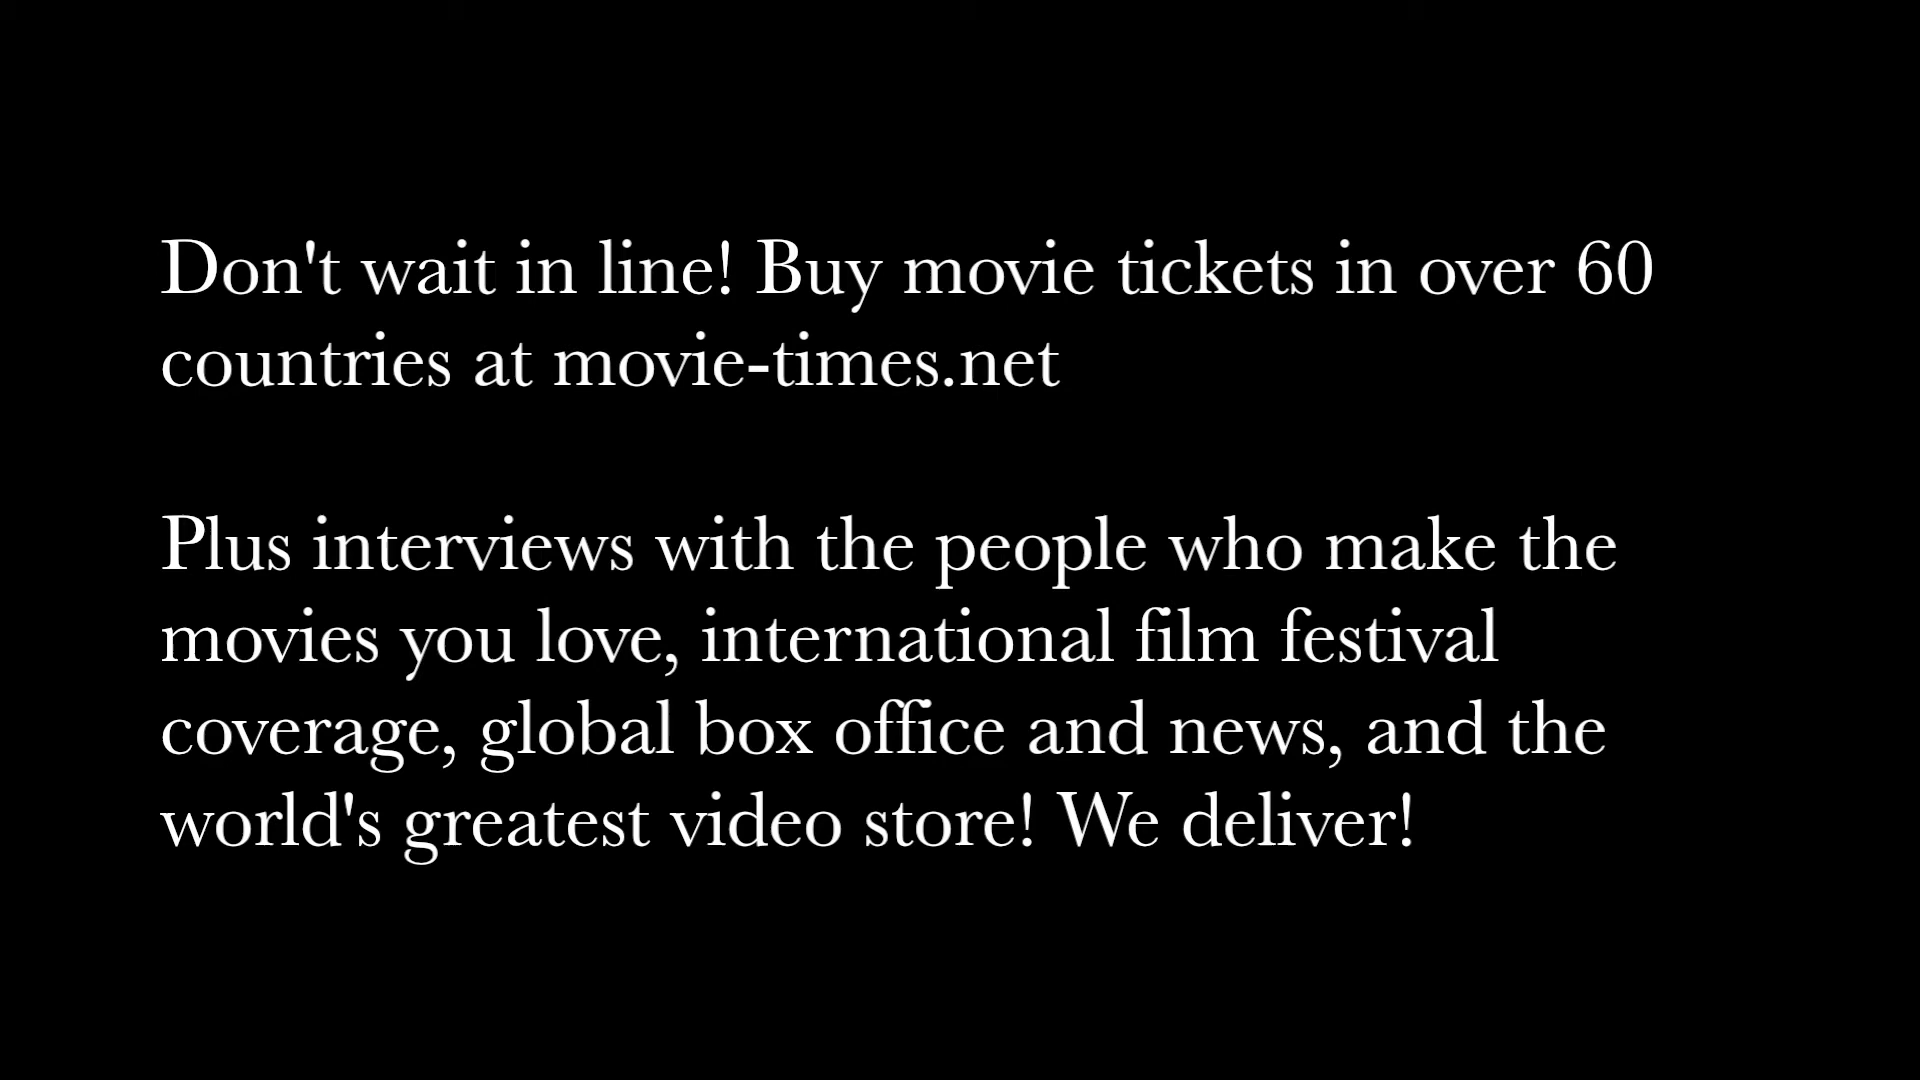 Don't wait in line! Buy movie tickets in over 60
countries at movie-times.net
Plus interviews with the people who make the
movies you love, international film festival
coverage, global box office and news, and the
world's greatest video store! We deliver!